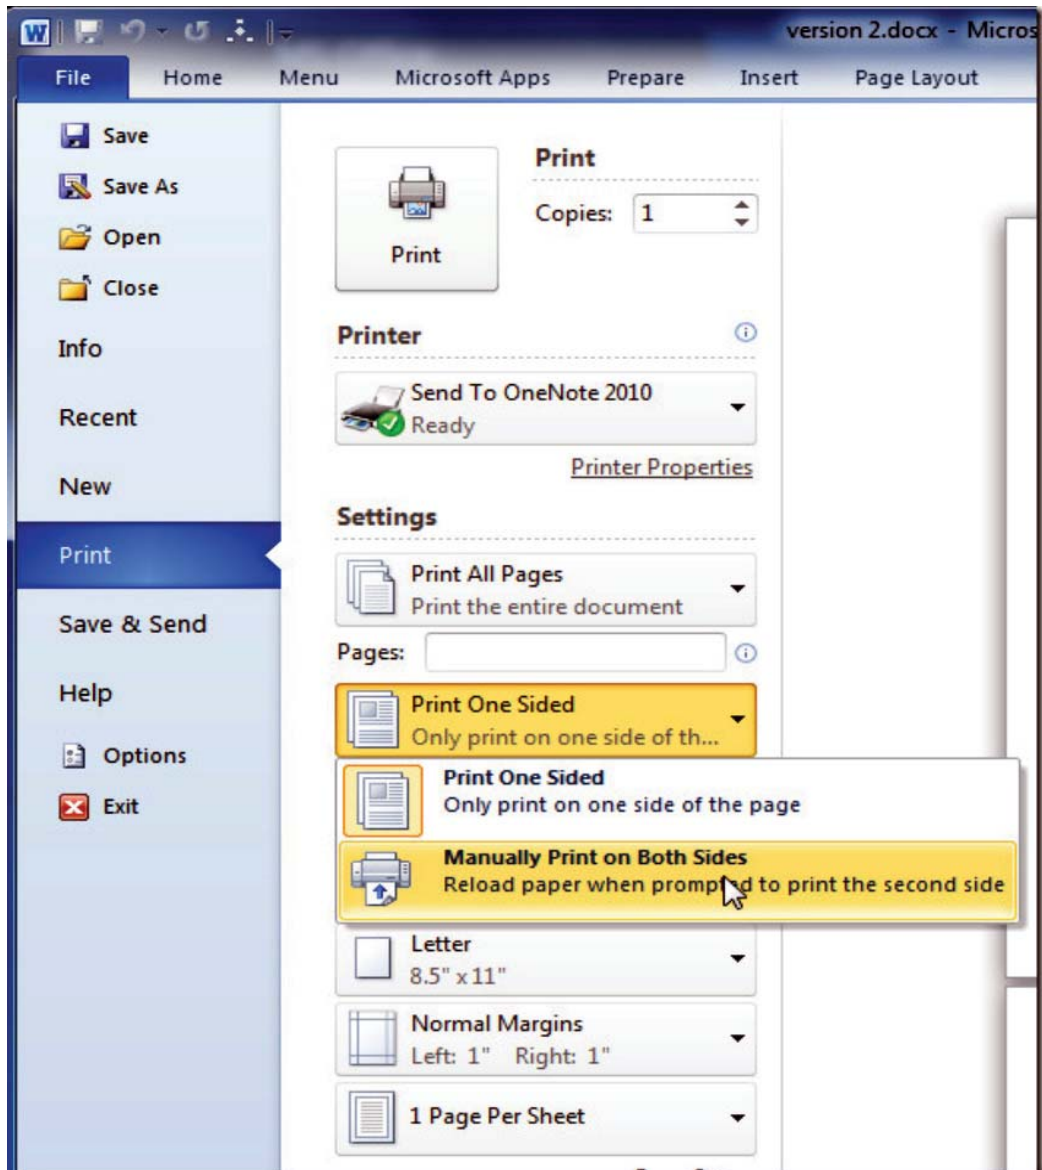 W
version 2.docx - Micros
File Home Menu Microsoft Apps Prepare Insert Page Layout
Save
Save As
Open
Close
Info
Recent
New
Print
Save & Send
Help
Options
Exit
Print
Print
Copies: 1
Printer
Send To OneNote 2010
Ready
Printer Properties
Settings
Print All Pages
Print the entire document
Pages:
Print One Sided
Only print on one side of th...
Print One Sided
Only print on one side of the page
Manually Print on Both Sides
Reload paper when prompted to print the second side
Letter
8.5" x 11"
Normal Margins
Left: 1" Right: 1"
1 Page Per Sheet